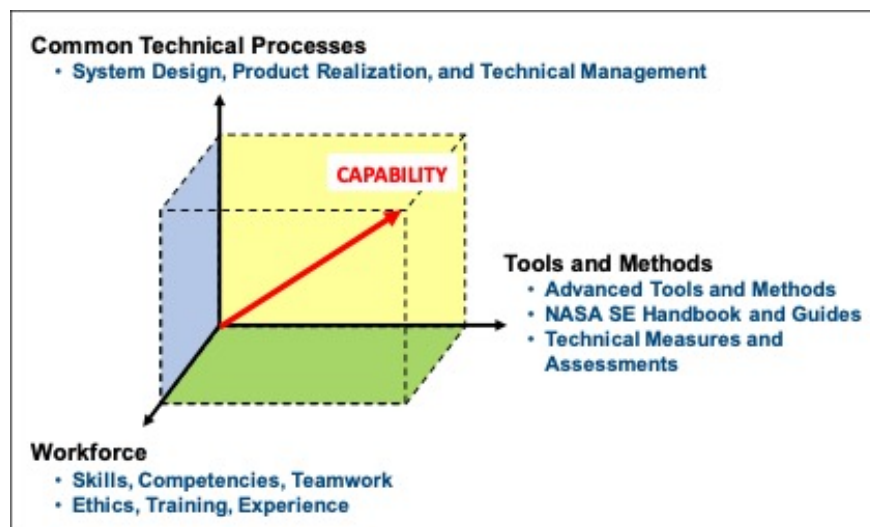 Common Technical Processes
• System Design, Product Realization, and Technical Management
CAPABILITY
Tools and Methods
• Advanced Tools and Methods
• NASA SE Handbook and Guides
• Technical Measures and
Assessments
Workforce
• Skills, Competencies, Teamwork
• Ethics, Training, Experience